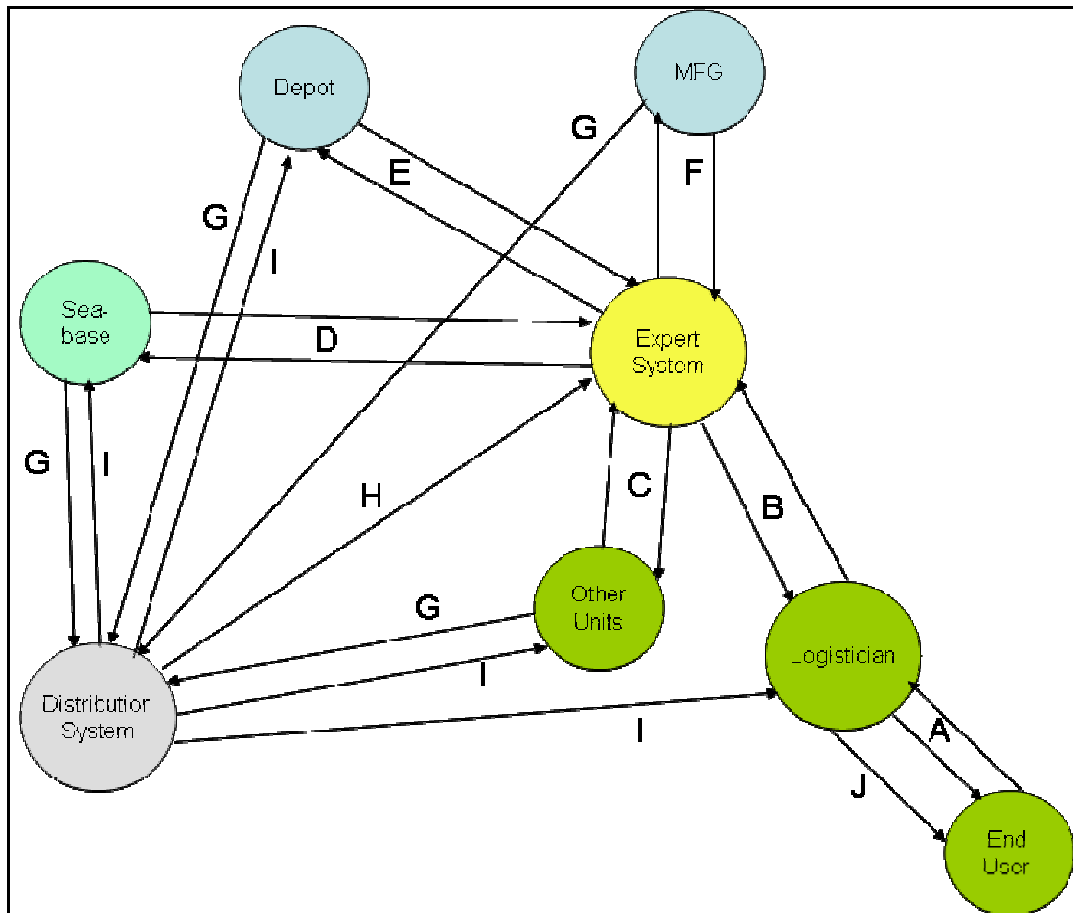 Depot
MFG
G
E
F
G
I
Sea-
base
D
Expert
System
G
I
H
C
B
Other
Units
G
Logistician
I
Distribution
System
I
A
J
End
User